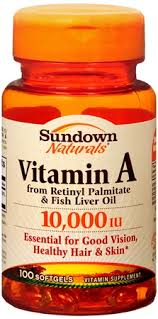 Sundown
Naturals®
Vitamin A
from Retinyl Palmitate
& Fish Liver Oil
10,000 IU
Essential for Good Vision,
Healthy Hair & Skin*
100 SOFTGELS VITAMIN SUPPLEMENT